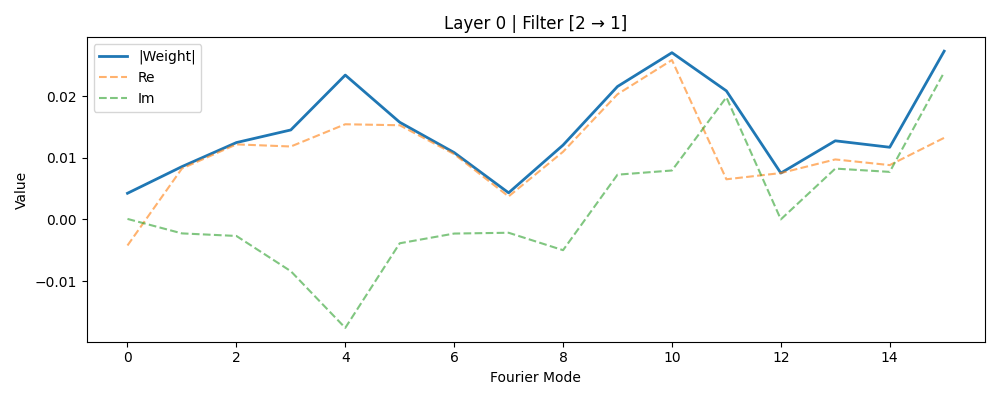 Layer 0 | Filter [2 → 1]
|Weight|
Re
Im
0.02
0.01
0.00
−0.01
Value
0 2 4 6 8 10 12 14
Fourier Mode